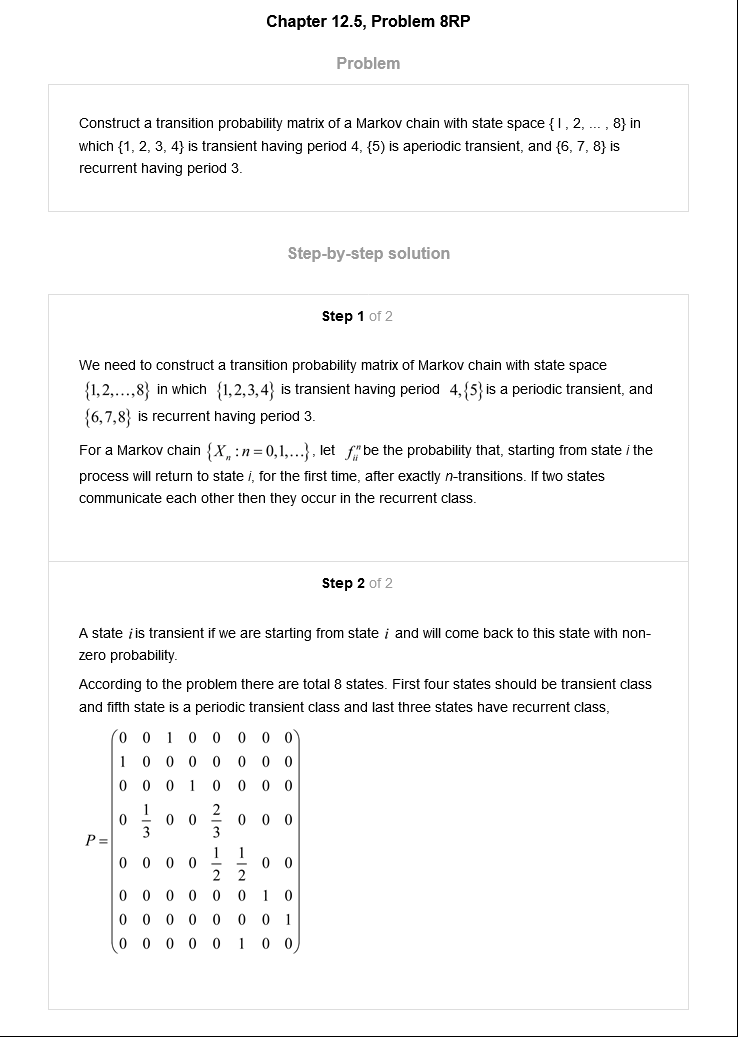 Chapter 12.5, Problem 8RP
Problem
Construct a transition probability matrix of a Markov chain with state space { l , 2, ... , 8} in
which {1, 2, 3, 4} is transient having period 4, {5) is aperiodic transient, and {6, 7, 8} is
recurrent having period 3.
Step-by-step solution
Step 1 of 2
We need to construct a transition probability matrix of Markov chain with state space
{1,2,…,8} in which {1,2,3,4} is transient having period 4,{5} is a periodic transient, and
{6,7,8} is recurrent having period 3.
For a Markov chain {Xₙ : n = 0,1,…}, let fᵢᵢⁿ be the probability that, starting from state i the
process will return to state i, for the first time, after exactly n-transitions. If two states
communicate each other then they occur in the recurrent class.
Step 2 of 2
A state i is transient if we are starting from state i and will come back to this state with non-
zero probability.
According to the problem there are total 8 states. First four states should be transient class
and fifth state is a periodic transient class and last three states have recurrent class,
0 0 1 0 0 0 0 0
1 0 0 0 0 0 0 0
0 0 0 1 0 0 0 0
0 1/3 0 0 2/3 0 0 0
P =
0 0 0 0 1/2 1/2 0 0
0 0 0 0 0 0 1 0
0 0 0 0 0 0 0 1
0 0 0 0 0 1 0 0